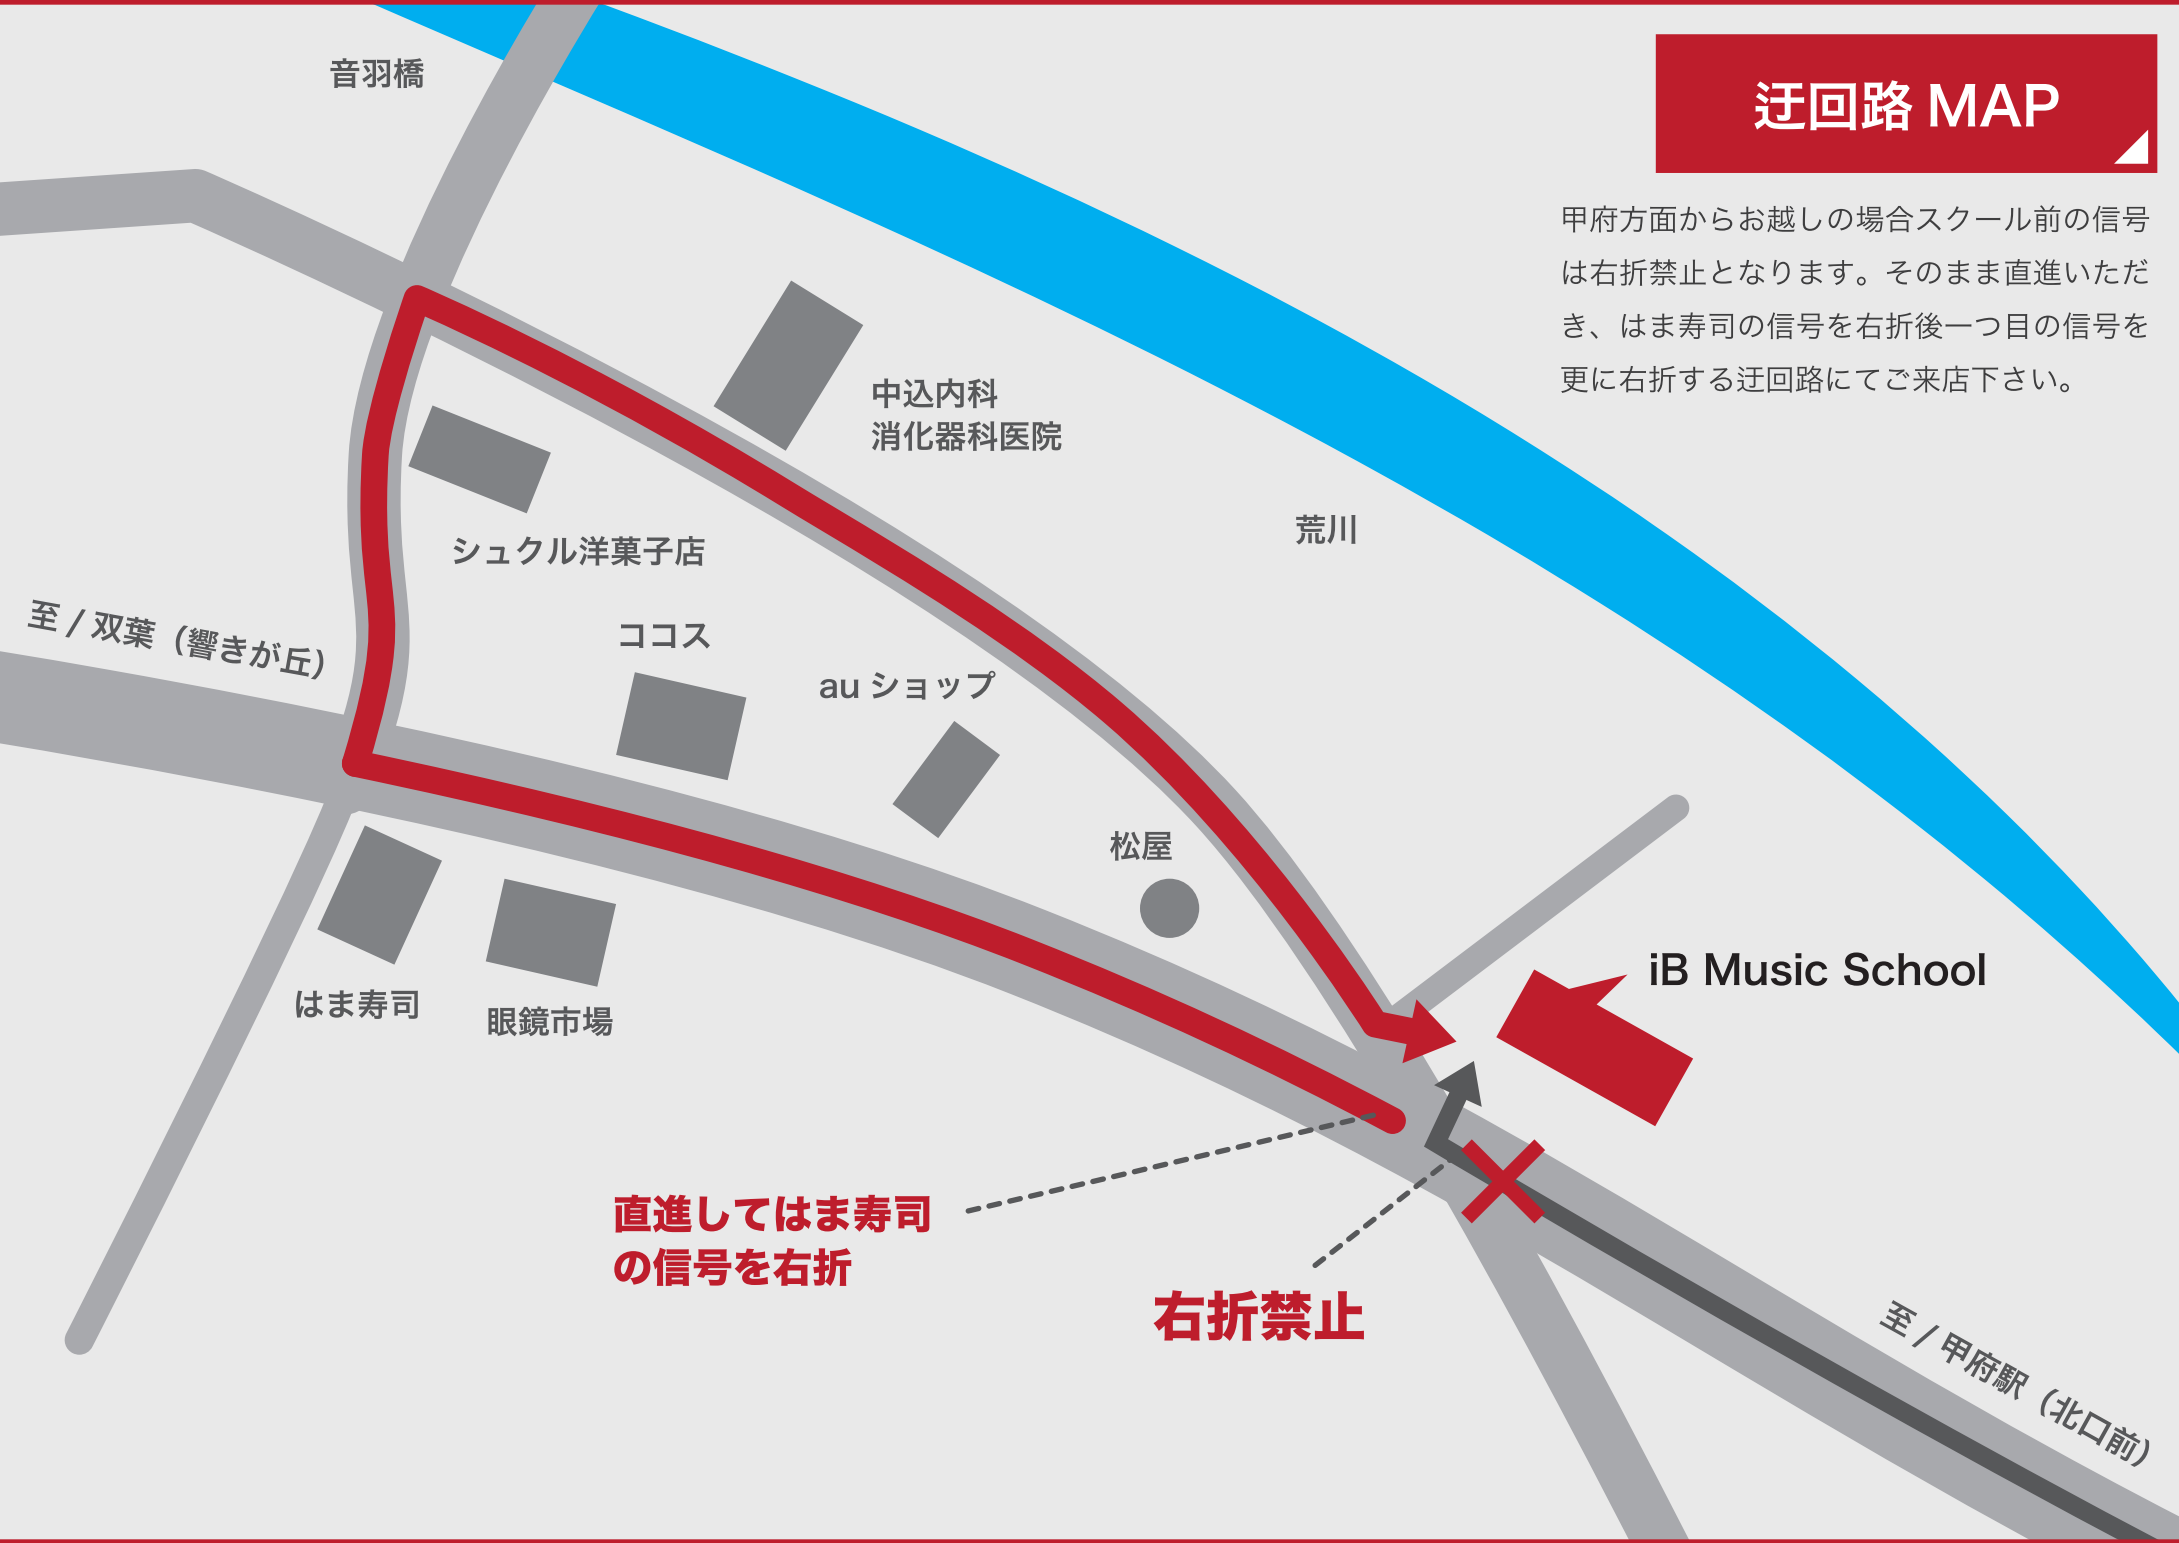 音羽橋
迂回路 MAP
甲府方面からお越しの場合スクール前の信号
は右折禁止となります。そのまま直進いただ
き、はま寿司の信号を右折後一つ目の信号を
更に右折する迂回路にてご来店下さい。
中込内科
消化器科医院
荒川
シュクル洋菓子店
至 / 双葉（響きが丘）
ココス
au ショップ
松屋
iB Music School
はま寿司
眼鏡市場
直進してはま寿司
の信号を右折
右折禁止
至 / 甲府駅（北口前）